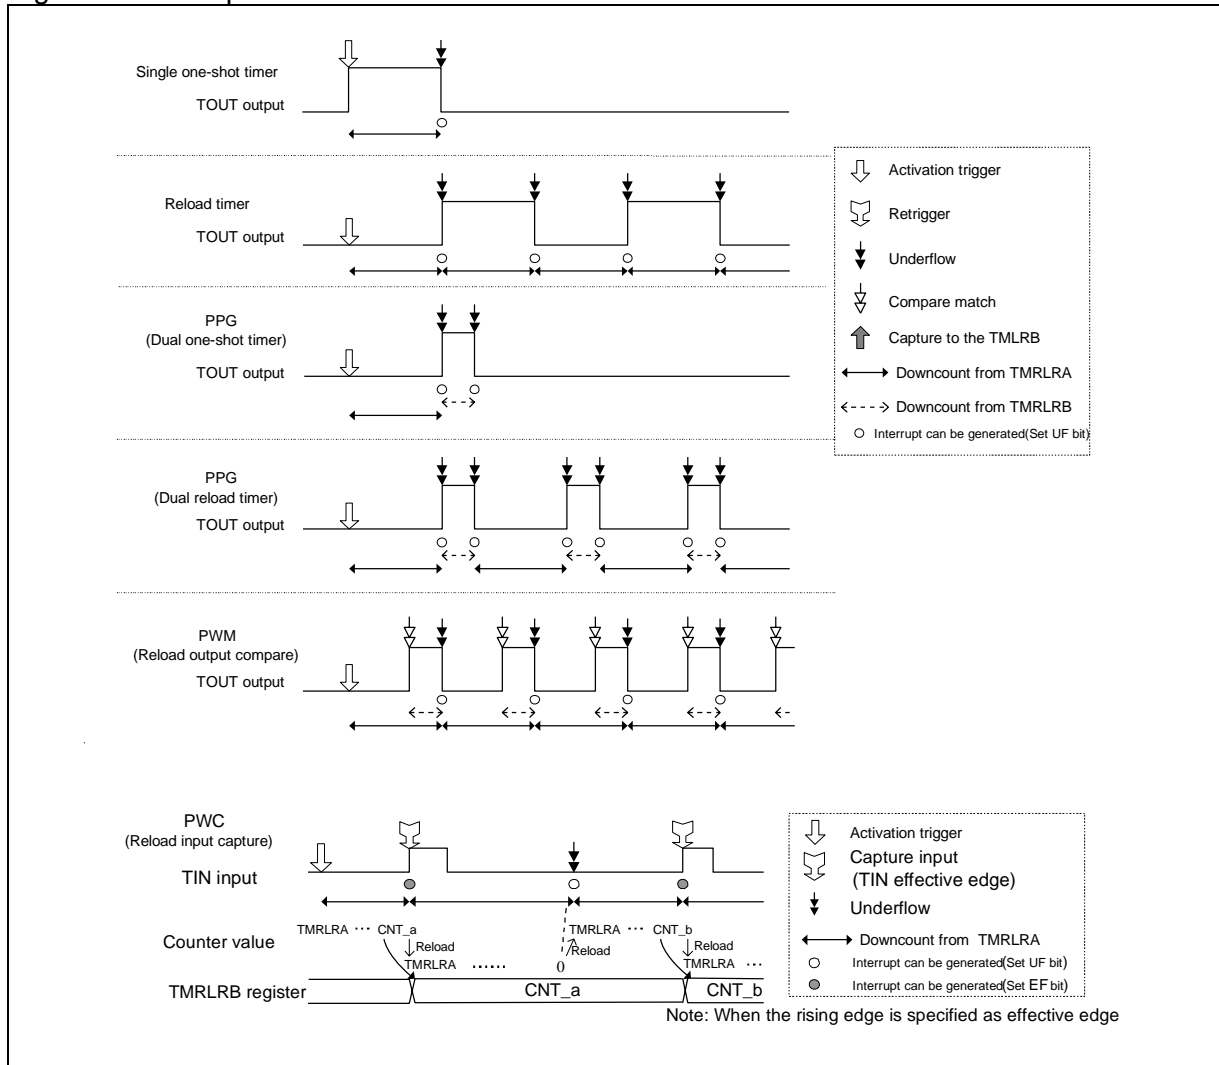 Single one-shot timer
TOUT output
Reload timer
TOUT output
PPG
(Dual one-shot timer)
TOUT output
PPG
(Dual reload timer)
TOUT output
PWM
(Reload output compare)
TOUT output
Activation trigger
Retrigger
Underflow
Compare match
Capture to the TMLRB
Downcount from TMRLRA
Downcount from TMRLRB
Interrupt can be generated(Set UF bit)
PWC
(Reload input capture)
TIN input
Counter value
TMRLRA ··· CNT_a
Reload
TMRLRA ······
0
Reload
TMRLRA ··· CNT_b
Reload
TMRLRA ···
TMRLRB register
CNT_a
CNT_b
Activation trigger
Capture input
(TIN effective edge)
Underflow
Downcount from TMRLRA
Interrupt can be generated(Set UF bit)
Interrupt can be generated(Set EF bit)
Note: When the rising edge is specified as effective edge